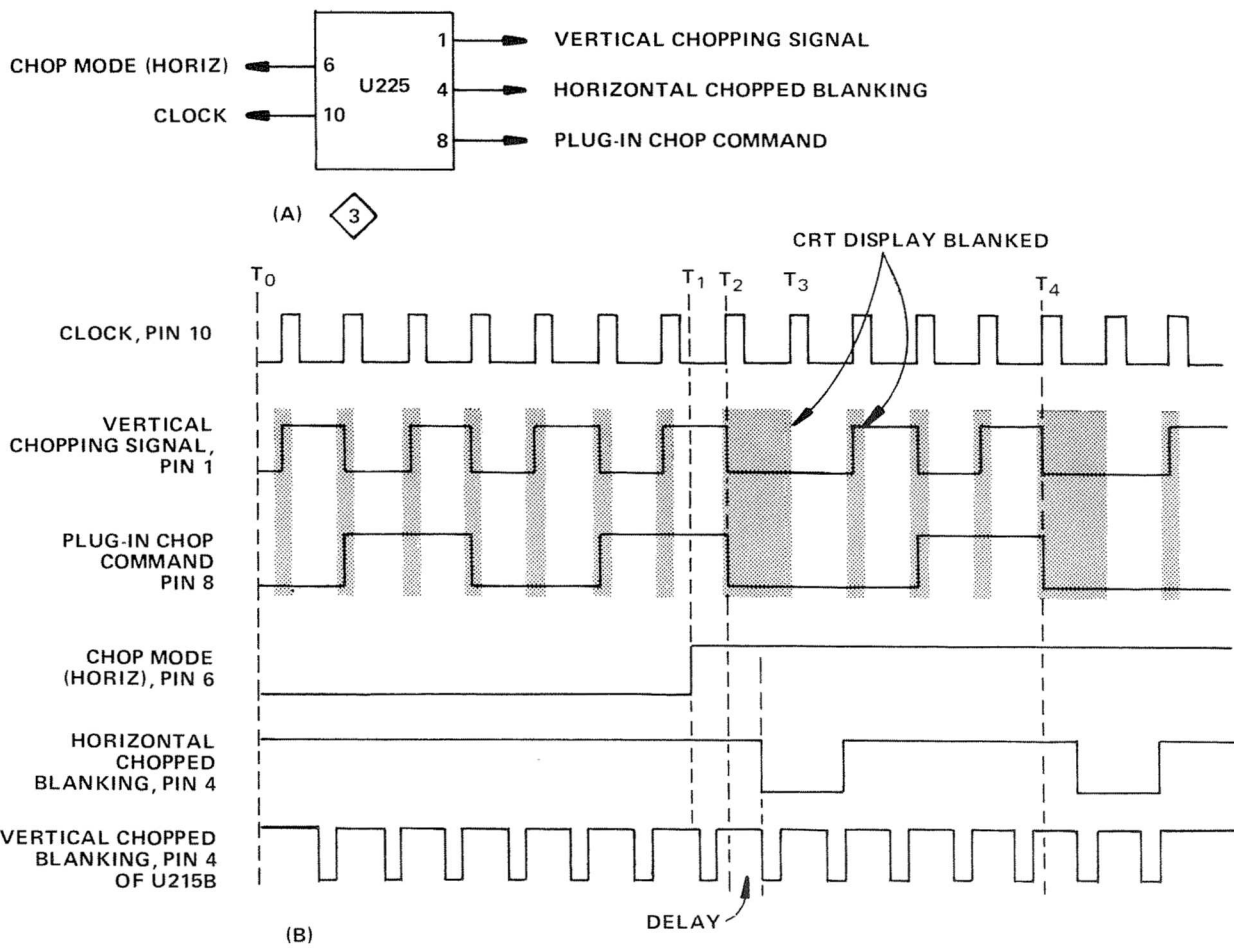 1 VERTICAL CHOPPING SIGNAL
CHOP MODE (HORIZ) 6
U225
4 HORIZONTAL CHOPPED BLANKING
CLOCK 10
8 PLUG-IN CHOP COMMAND
(A) 3
CRT DISPLAY BLANKED
T0 T1 T2 T3 T4
CLOCK, PIN 10
VERTICAL
CHOPPING SIGNAL,
PIN 1
PLUG-IN CHOP
COMMAND
PIN 8
CHOP MODE
(HORIZ), PIN 6
HORIZONTAL
CHOPPED
BLANKING, PIN 4
VERTICAL CHOPPED
BLANKING, PIN 4
OF U215B
DELAY
(B)